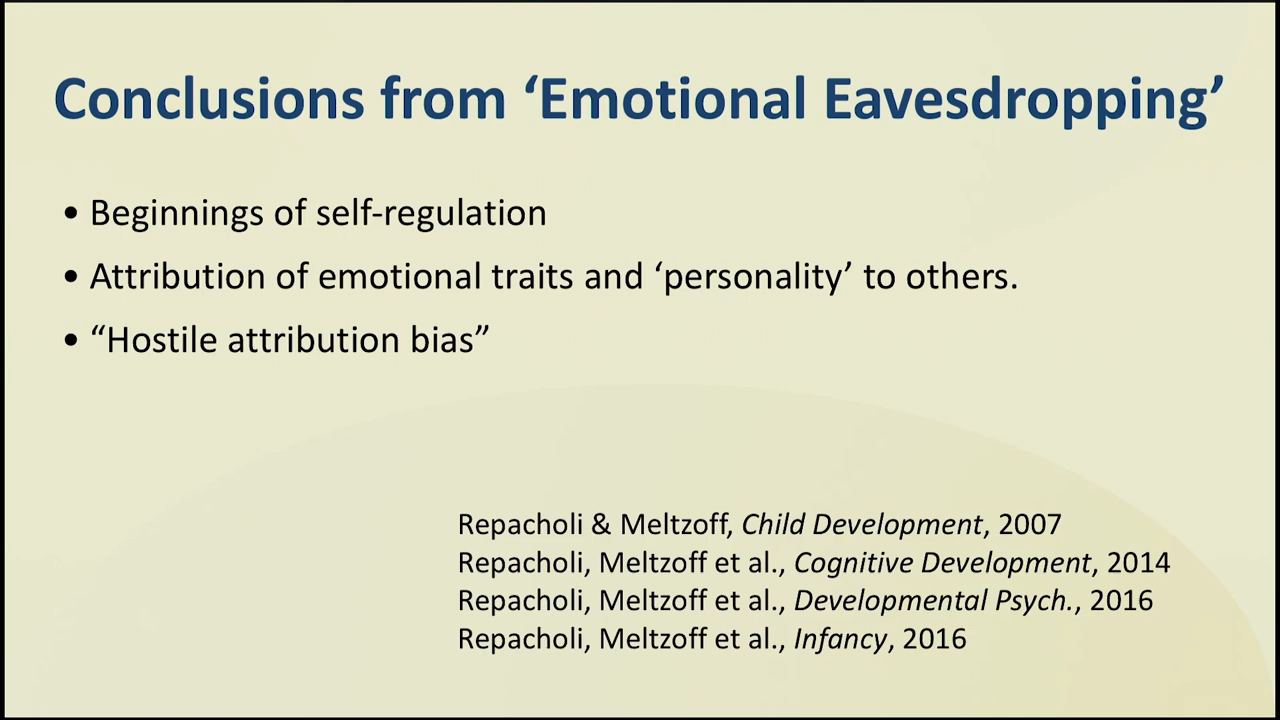 Conclusions from ‘Emotional Eavesdropping’
• Beginnings of self-regulation
• Attribution of emotional traits and ‘personality’ to others.
• “Hostile attribution bias”
Repacholi & Meltzoff, Child Development, 2007
Repacholi, Meltzoff et al., Cognitive Development, 2014
Repacholi, Meltzoff et al., Developmental Psych., 2016
Repacholi, Meltzoff et al., Infancy, 2016